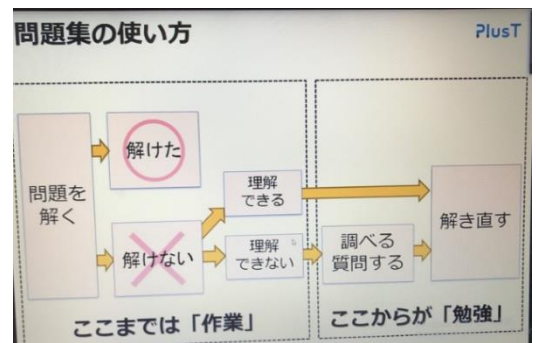 問題集の使い方
PlusT
問題を
解く
解けた
解けない
理解
できる
理解
できない
調べる
質問する
解き直す
ここまでは「作業」
ここからが「勉強」